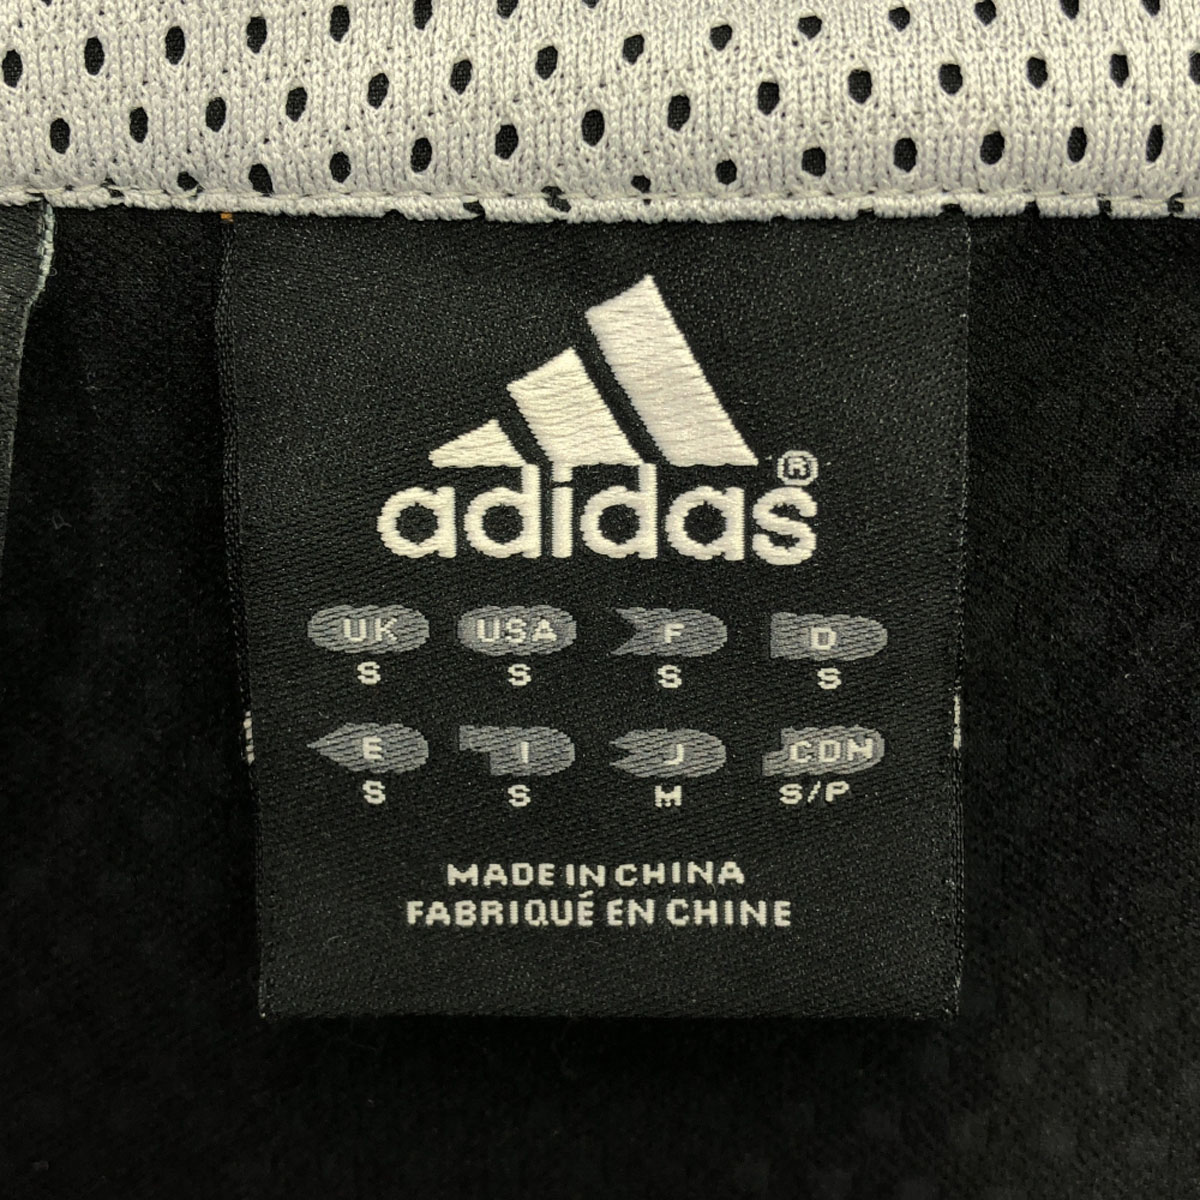 adidas®
UK USA F D
S S S S
E I J CDN
S S M S/P
MADE IN CHINA
FABRIQUÉ EN CHINE